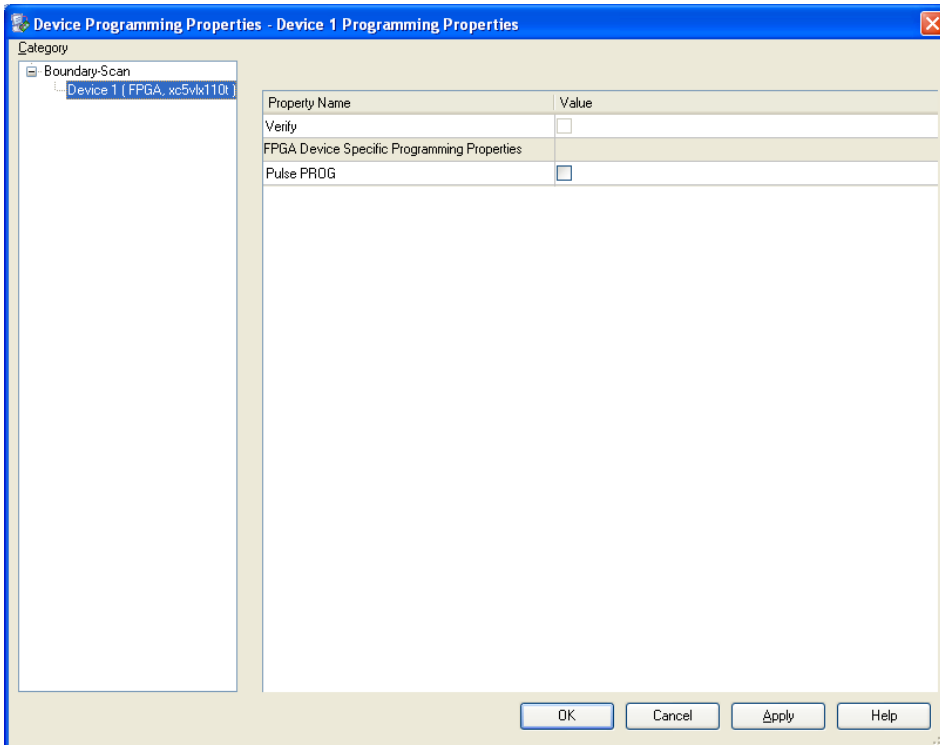 Device Programming Properties - Device 1 Programming Properties
Category
Boundary-Scan
Device 1 ( FPGA, xc5vlx110t )
Property Name Value
Verify
FPGA Device Specific Programming Properties
Pulse PROG
OK Cancel Apply Help